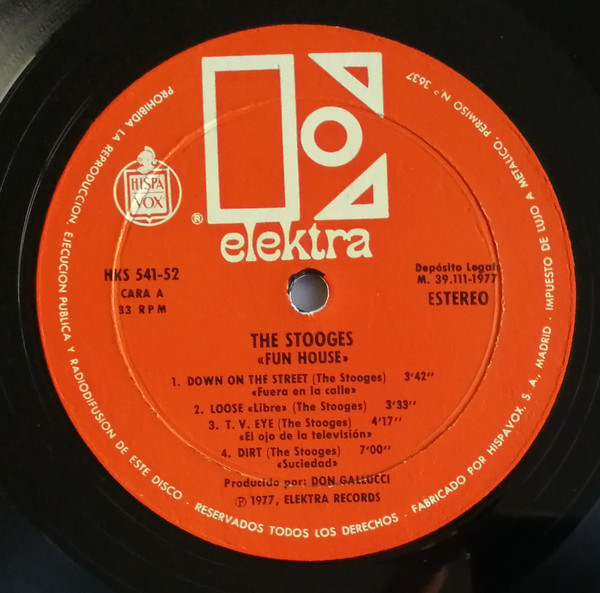 HISPA
VOX
®
elektra
HKS 541-52
CARA A
33 RPM
Depósito Legal:
M. 39.111-1977
ESTEREO
THE STOOGES
«FUN HOUSE»
1. DOWN ON THE STREET (The Stooges) 3'42''
«Fuera en la calle»
2. LOOSE «Libre» (The Stooges) 3'33''
3. T. V. EYE (The Stooges) 4'17''
«El ojo de la televisión»
4. DIRT (The Stooges) 7'00''
«Suciedad»
Producido por: DON GALLUCCI
Ⓟ 1977, ELEKTRA RECORDS
PROHIBIDA LA REPRODUCCION, EJECUCION PUBLICA Y RADIODIFUSION DE ESTE DISCO - RESERVADOS TODOS LOS DERECHOS - FABRICADO POR HISPAVOX, S. A., MADRID - IMPUESTO DE LUJO A METALICO, PERMISO N.º 3637